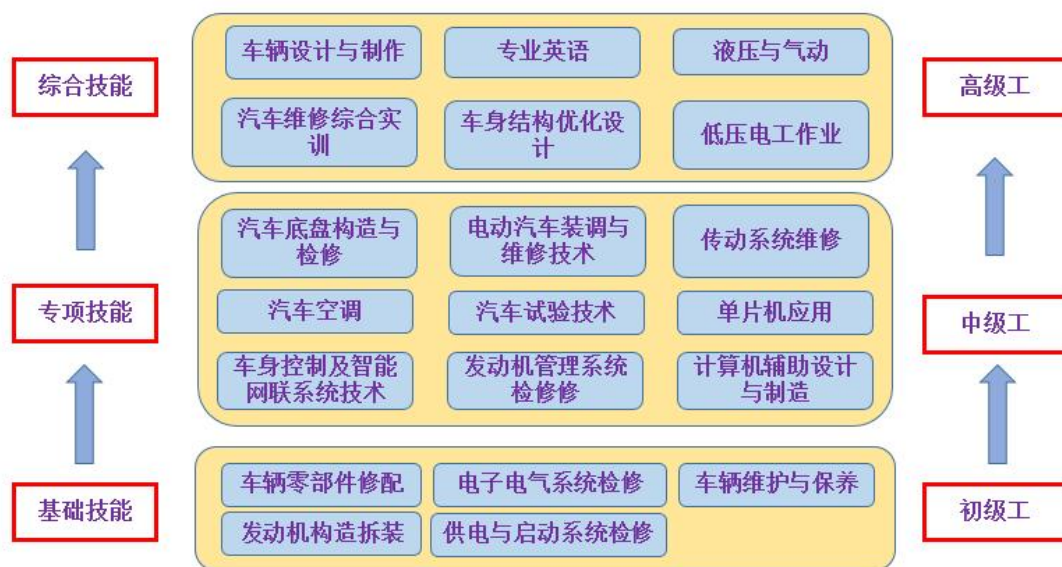 车辆设计与制作
专业英语
液压与气动
综合技能
高级工
汽车维修综合实
训
车身结构优化设
计
低压电工作业
汽车底盘构造与
检修
电动汽车装调与
维修技术
传动系统维修
专项技能
汽车空调
汽车试验技术
单片机应用
中级工
车身控制及智能
网联系统技术
发动机管理系统
检修修
计算机辅助设计
与制造
基础技能
车辆零部件修配
电子电气系统检修
车辆维护与保养
初级工
发动机构造拆装
供电与启动系统检修